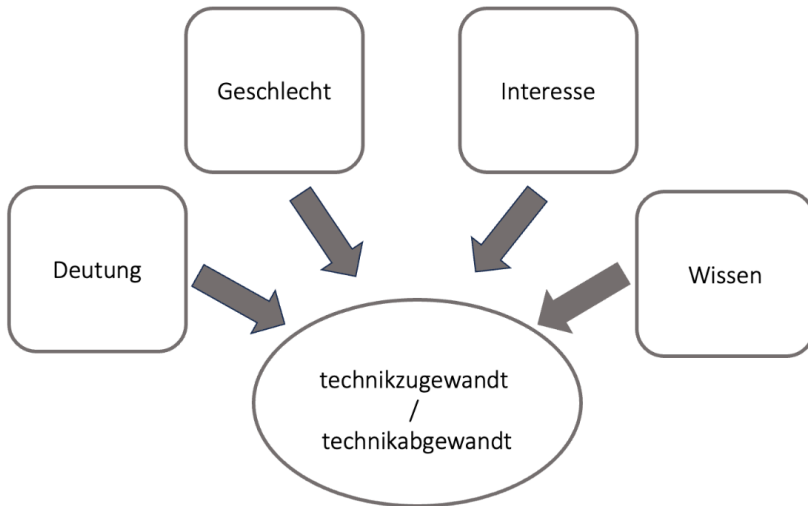 Geschlecht
Interesse
Deutung
Wissen
technikzugewandt
/
technikabgewandt